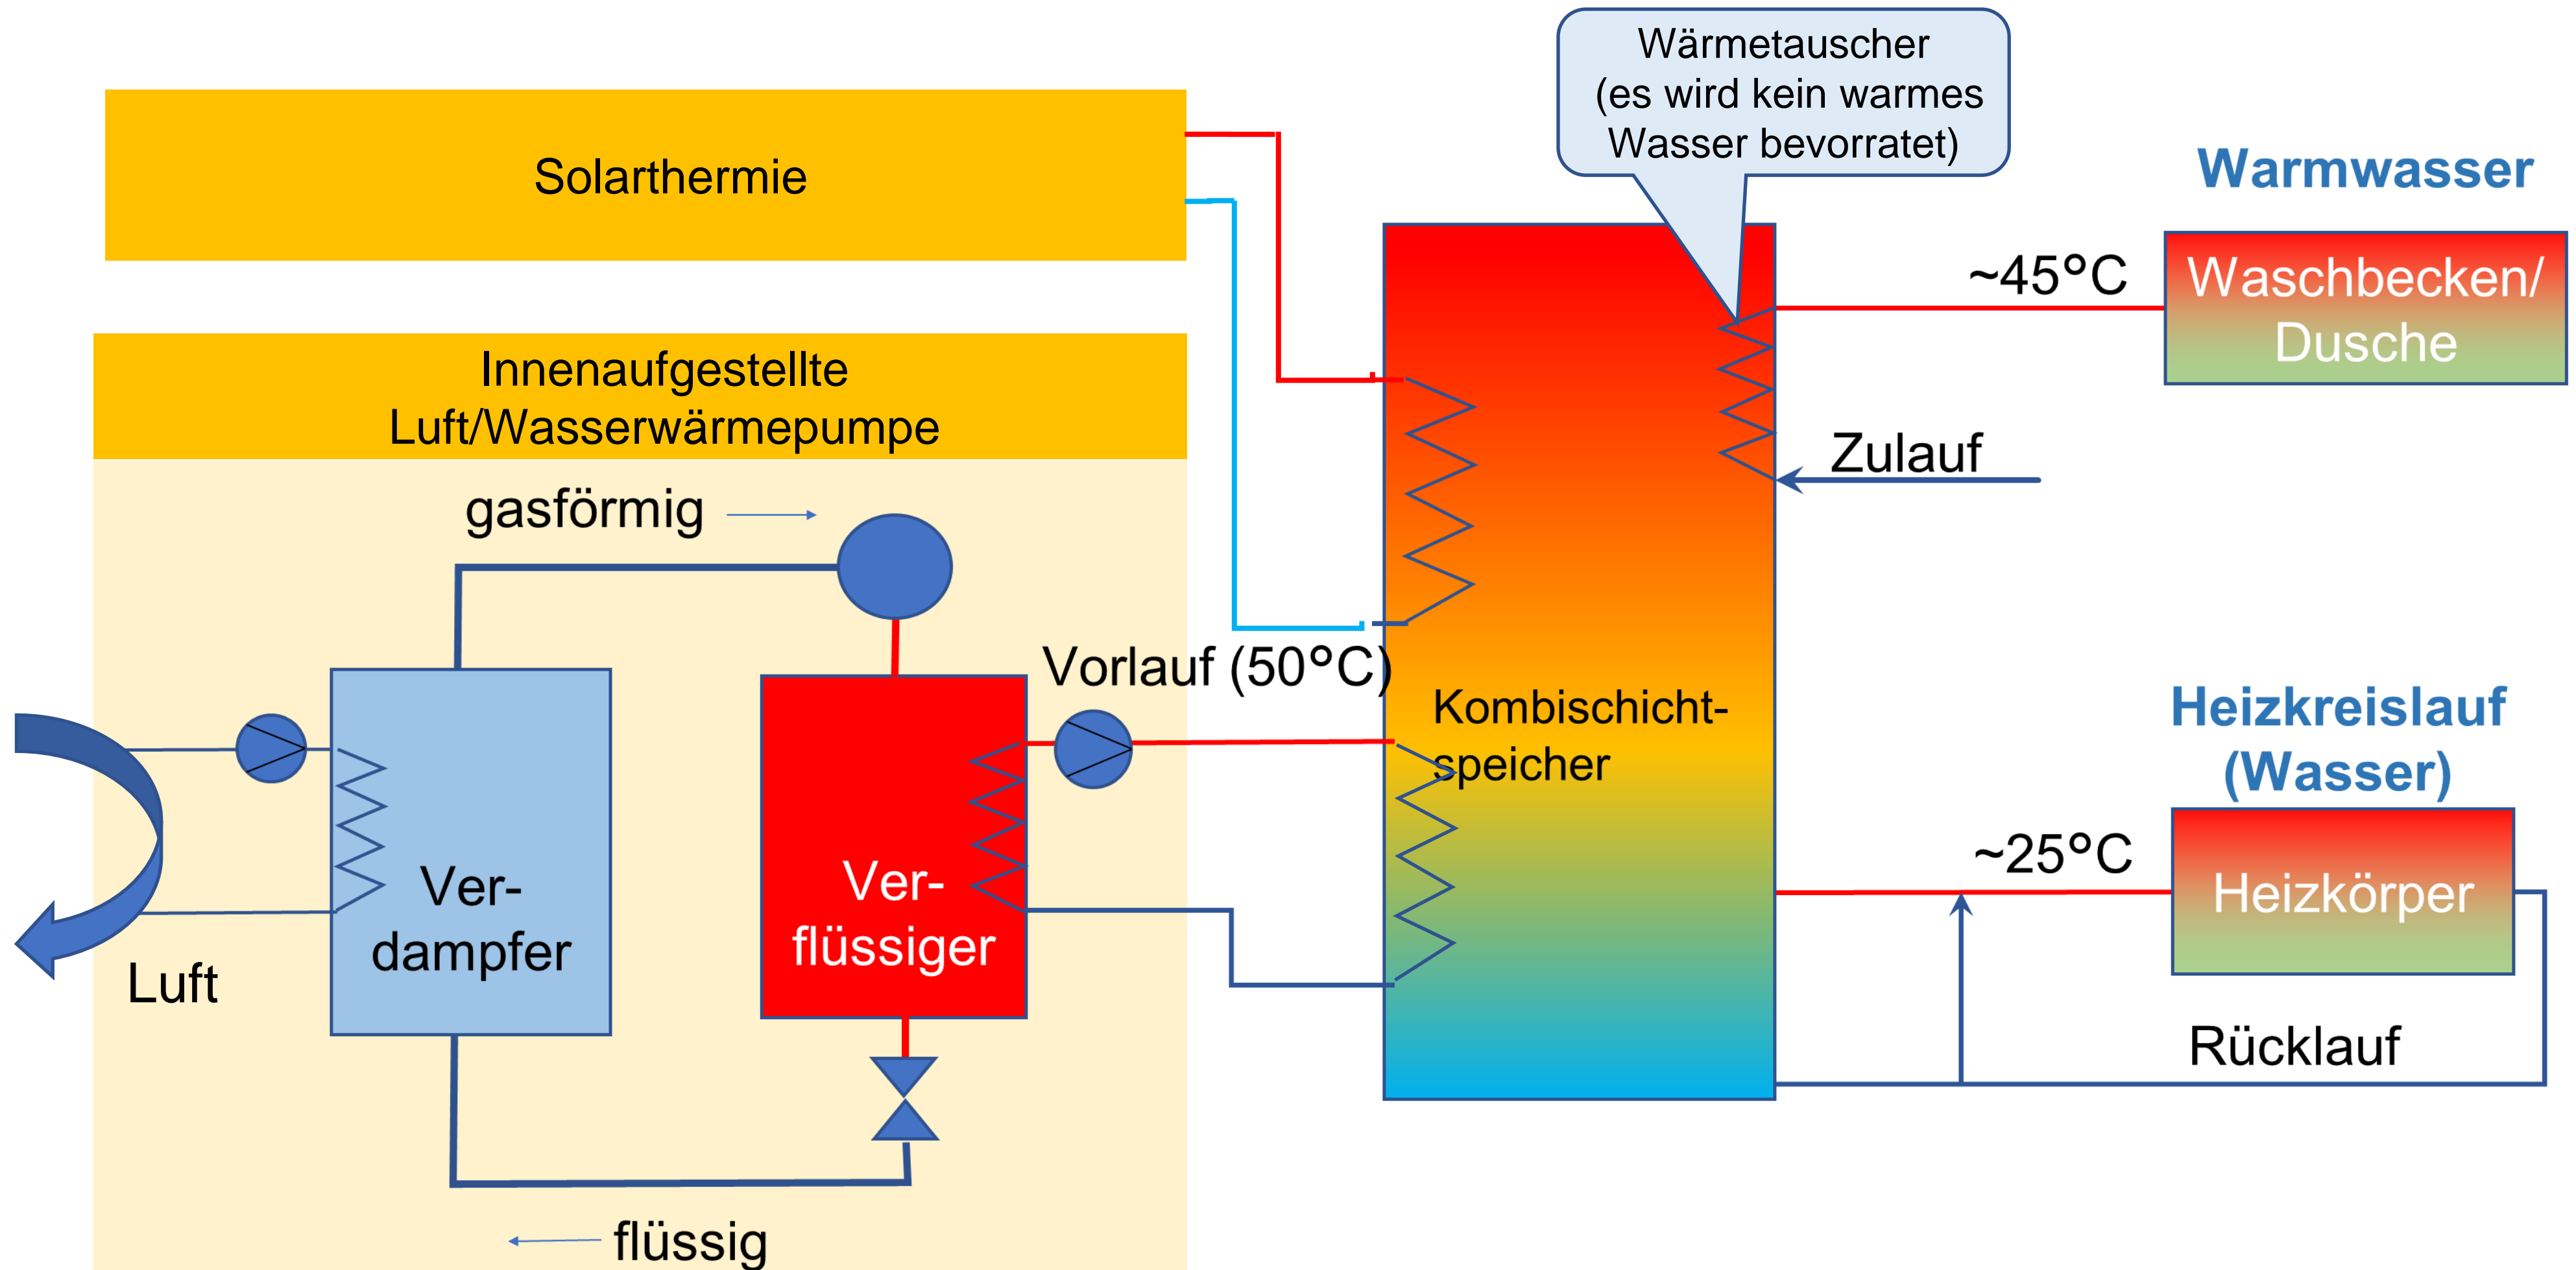 Wärmetauscher
(es wird kein warmes
Wasser bevorratet)
Solarthermie
Warmwasser
~45°C
Waschbecken/
Dusche
Innenaufgestellte
Luft/Wasserwärmepumpe
Zulauf
gasförmig
Vorlauf (50°C)
Kombischicht-
speicher
Heizkreislauf
(Wasser)
~25°C
Heizkörper
Ver-
dampfer
Ver-
flüssiger
Luft
Rücklauf
flüssig